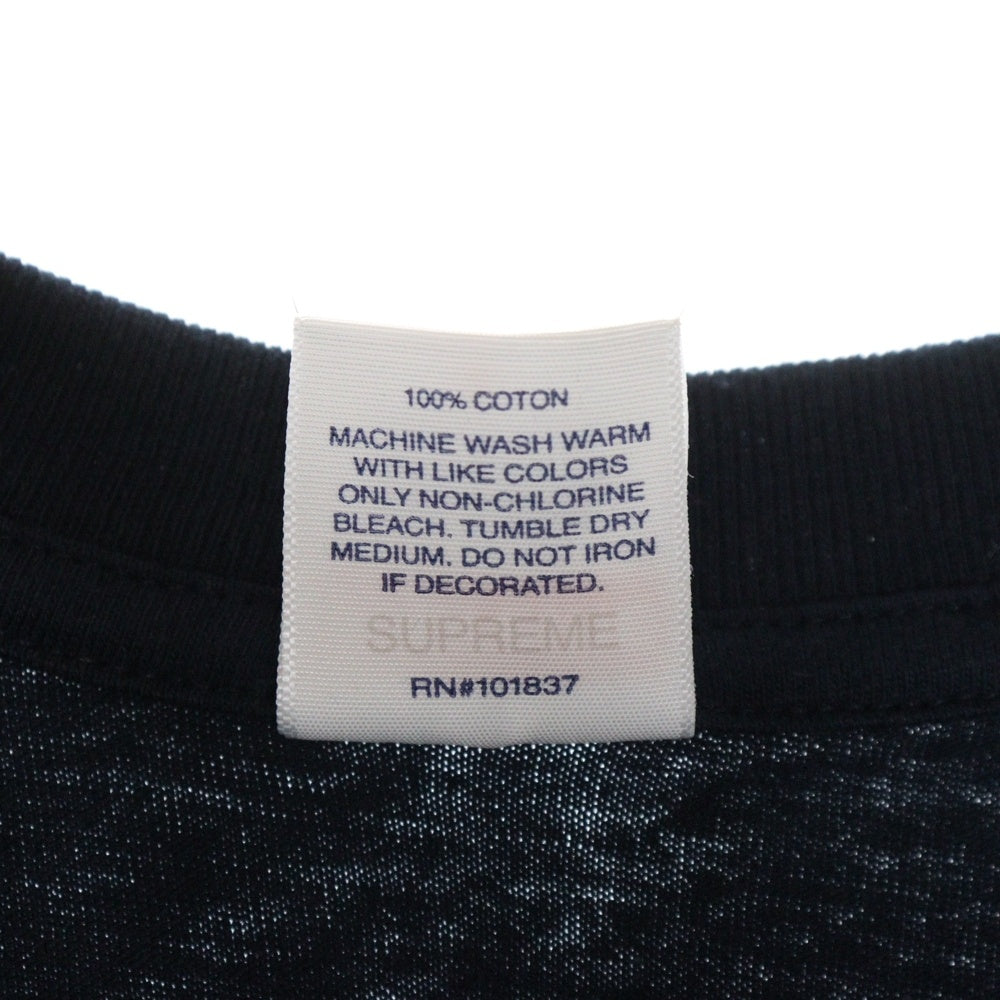 100% COTON
MACHINE WASH WARM
WITH LIKE COLORS
ONLY NON-CHLORINE
BLEACH. TUMBLE DRY
MEDIUM. DO NOT IRON
IF DECORATED.
SUPREME
RN#101837